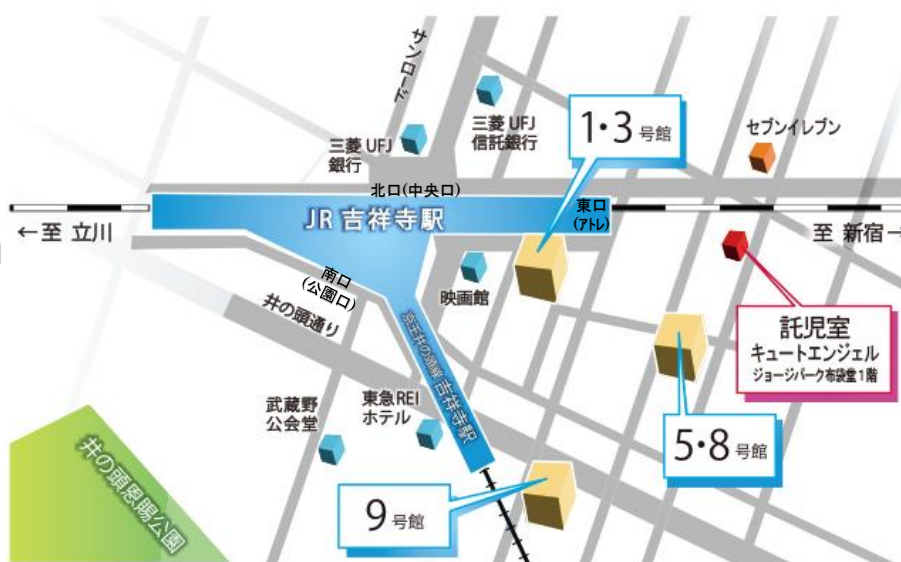 サンロード
三菱 UFJ
銀行
三菱 UFJ
信託銀行
1・3 号館
セブンイレブン
北口(中央口)
JR 吉祥寺駅
東口
(アトレ)
←至 立川
至 新宿→
南口
(公園口)
井の頭通り
映画館
京王井の頭線 吉祥寺駅
託児室
キュートエンジェル
ジョージパーク布袋堂1階
武蔵野
公会堂
東急REI
ホテル
5・8 号館
9 号館
井の頭恩賜公園